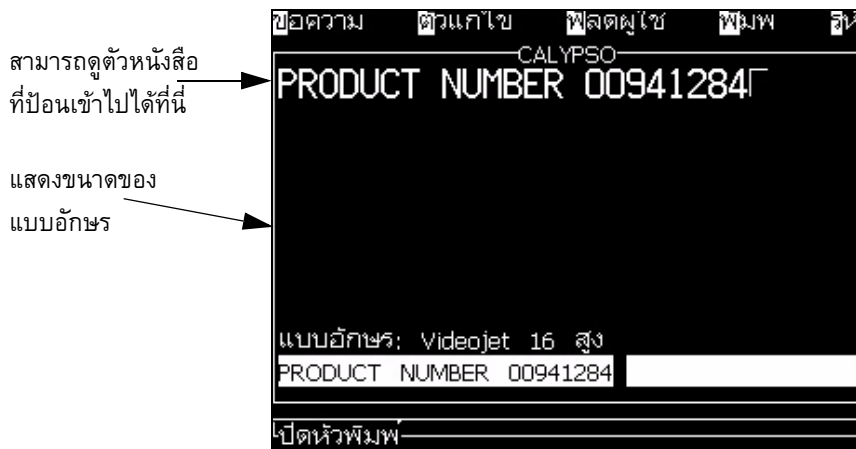 ข้อความ ตัวแก้ไข ฟิลด์ผู้ใช้ พิมพ์
CALYPSO
สามารถดูตัวหนังสือ
ที่ป้อนเข้าไปได้ที่นี่
PRODUCT NUMBER 00941284
แสดงขนาดของ
แบบอักษร
แบบอักษร: Videojet 16 สูง
PRODUCT NUMBER 00941284
เปิดหัวพิมพ์